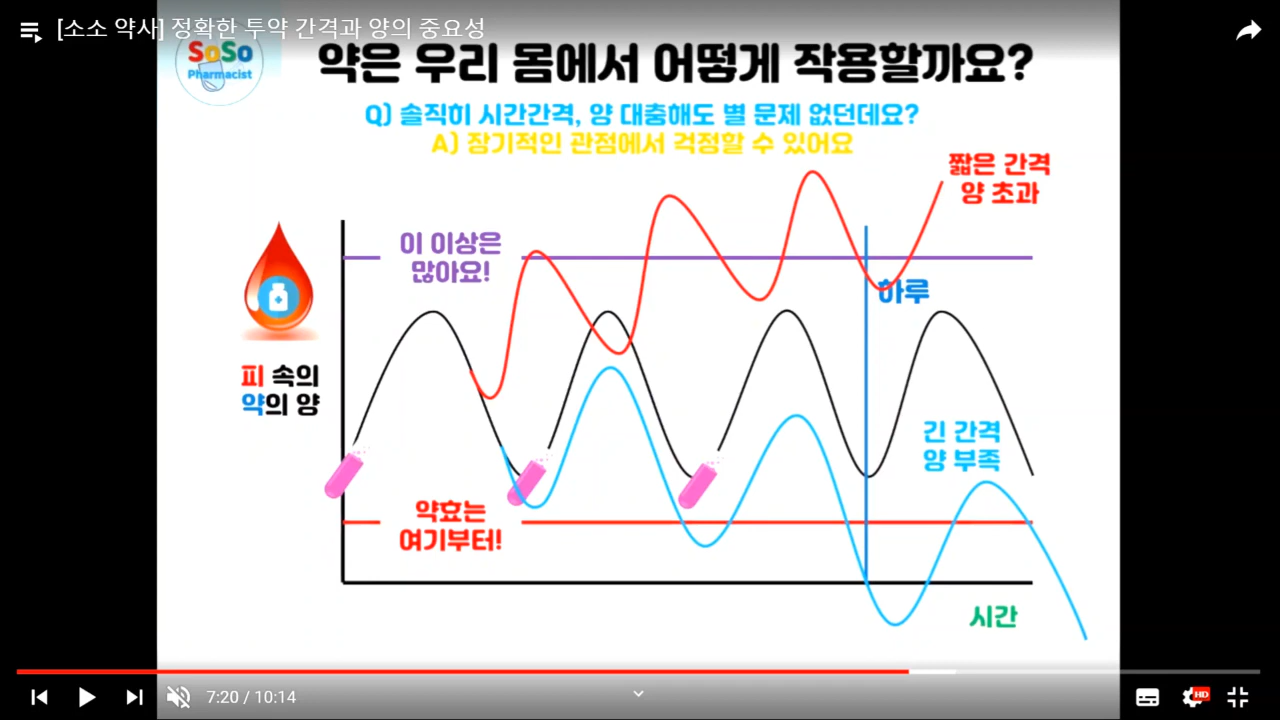 [소소 약사] 정확한 투약 간격과 양의 중요성
SoSo
Pharmacist
약은 우리 몸에서 어떻게 작용할까요?
Q) 솔직히 시간간격, 양 대충해도 별 문제 없던데요?
A) 장기적인 관점에서 걱정할 수 있어요
짧은 간격
양 초과
이 이상은
많아요!
하루
피 속의
약의 양
긴 간격
양 부족
약효는
여기부터!
시간
7:20 / 10:14
HD